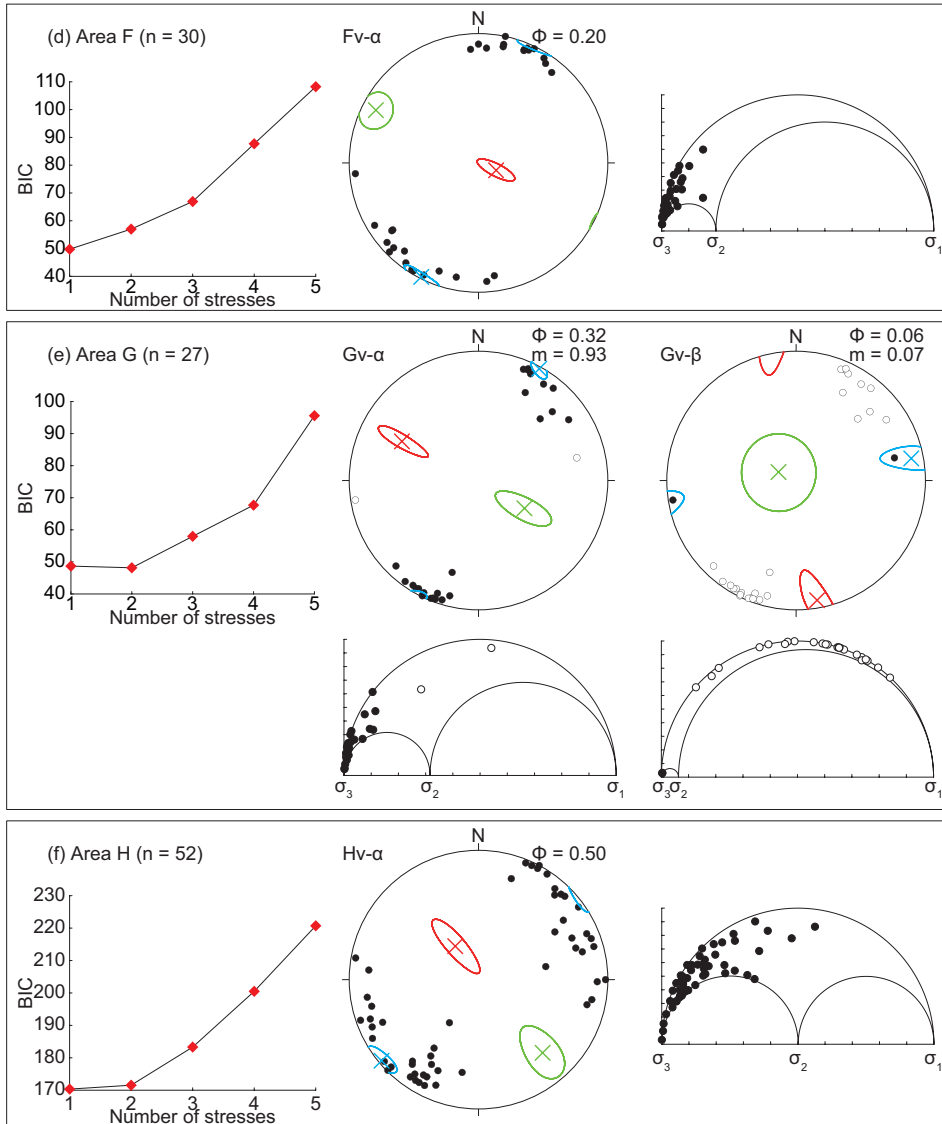 (d) Area F (n = 30)
Fv-α
N
Φ = 0.20
BIC
110
100
90
80
70
60
50
40
1 2 3 4 5
Number of stresses
σ3 σ2 σ1
(e) Area G (n = 27)
Gv-α
N
Φ = 0.32
m = 0.93
Gv-β
N
Φ = 0.06
m = 0.07
BIC
100
90
80
70
60
50
40
1 2 3 4 5
Number of stresses
σ3 σ2 σ1
σ3 σ2 σ1
(f) Area H (n = 52)
Hv-α
N
Φ = 0.50
BIC
230
220
210
200
190
180
170
1 2 3 4 5
Number of stresses
σ3 σ2 σ1